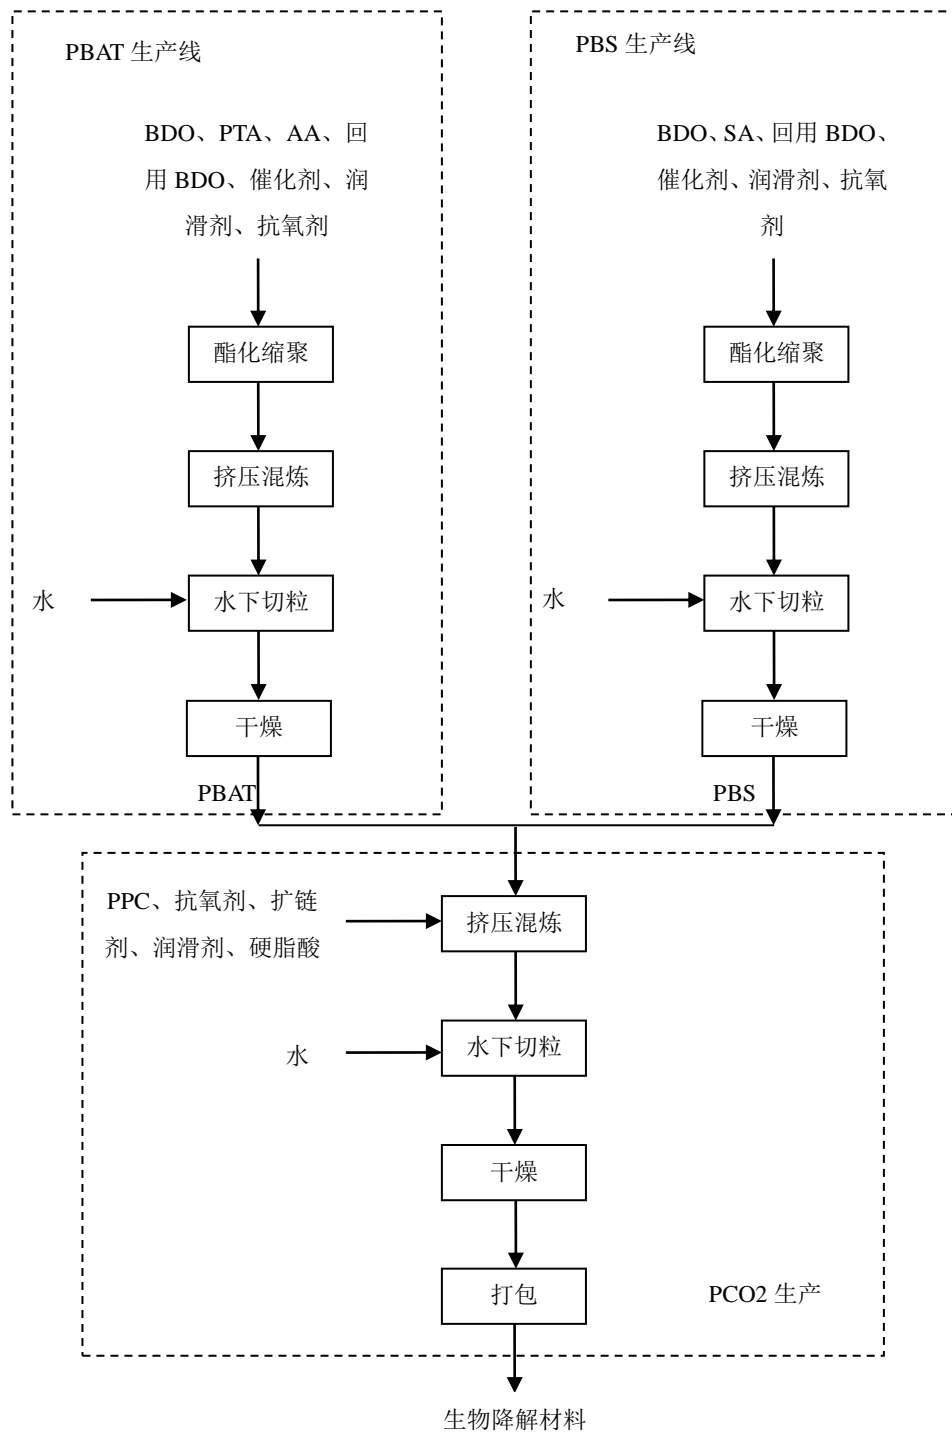 PBAT 生产线
BDO、PTA、AA、回
用 BDO、催化剂、润
滑剂、抗氧剂
酯化缩聚
挤压混炼
水
水下切粒
干燥
PBAT
PBS 生产线
BDO、SA、回用 BDO、
催化剂、润滑剂、抗氧
剂
酯化缩聚
挤压混炼
水
水下切粒
干燥
PBS
PPC、抗氧剂、扩链
剂、润滑剂、硬脂酸
挤压混炼
水
水下切粒
干燥
打包
PCO2 生产
生物降解材料